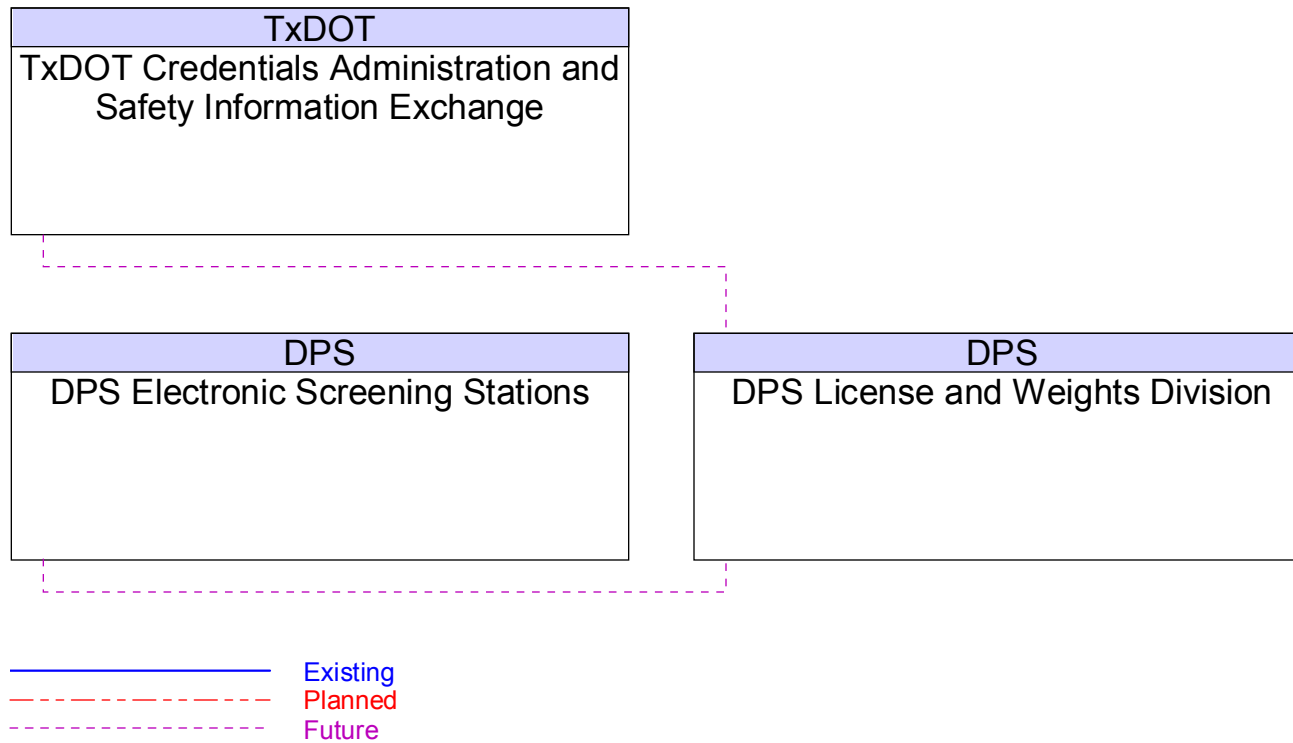 TxDOT
TxDOT Credentials Administration and
Safety Information Exchange
DPS
DPS Electronic Screening Stations
DPS
DPS License and Weights Division
Existing
Planned
Future